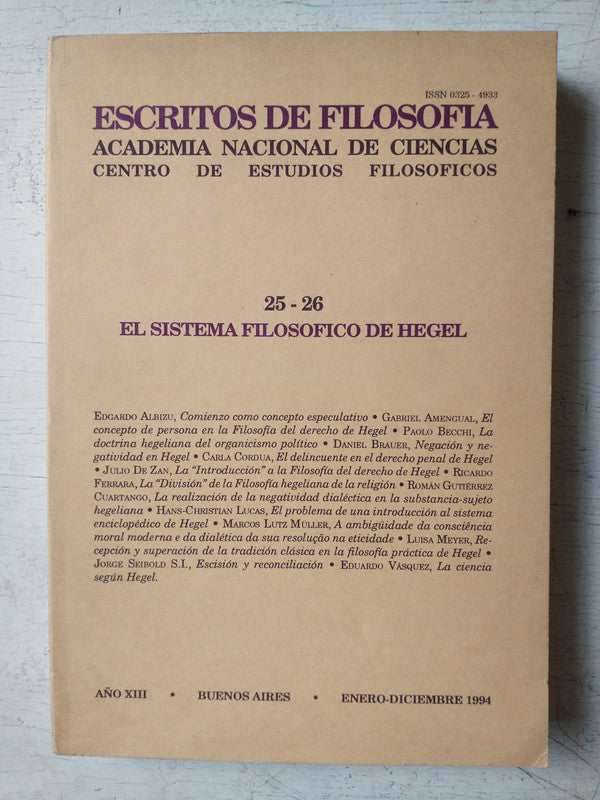 ISSN 0325 - 4933
ESCRITOS DE FILOSOFIA
ACADEMIA NACIONAL DE CIENCIAS
CENTRO DE ESTUDIOS FILOSOFICOS
25 - 26
EL SISTEMA FILOSOFICO DE HEGEL
EDGARDO ALBIZU, Comienzo como concepto especulativo • GABRIEL AMENGUAL, El
concepto de persona en la Filosofía del derecho de Hegel • PAOLO BECCHI, La
doctrina hegeliana del organicismo político • DANIEL BRAUER, Negación y ne-
gatividad en Hegel • CARLA CORDUA, El delincuente en el derecho penal de Hegel
• JULIO DE ZAN, La "Introducción" a la Filosofía del derecho de Hegel • RICARDO
FERRARA, La "División" de la Filosofía hegeliana de la religión • ROMÁN GUTIÉRREZ
CUARTANGO, La realización de la negatividad dialéctica en la substancia-sujeto
hegeliana • HANS-CHRISTIAN LUCAS, El problema de una introducción al sistema
enciclopédico de Hegel • MARCOS LUTZ MÜLLER, A ambigüidade da consciência
moral moderna e da dialética da sua resolução na eticidade • LUISA MEYER, Re-
cepción y superación de la tradición clásica en la filosofía práctica de Hegel •
JORGE SEIBOLD S.I., Escisión y reconciliación • EDUARDO VÁSQUEZ, La ciencia
según Hegel.
AÑO XIII • BUENOS AIRES • ENERO-DICIEMBRE 1994